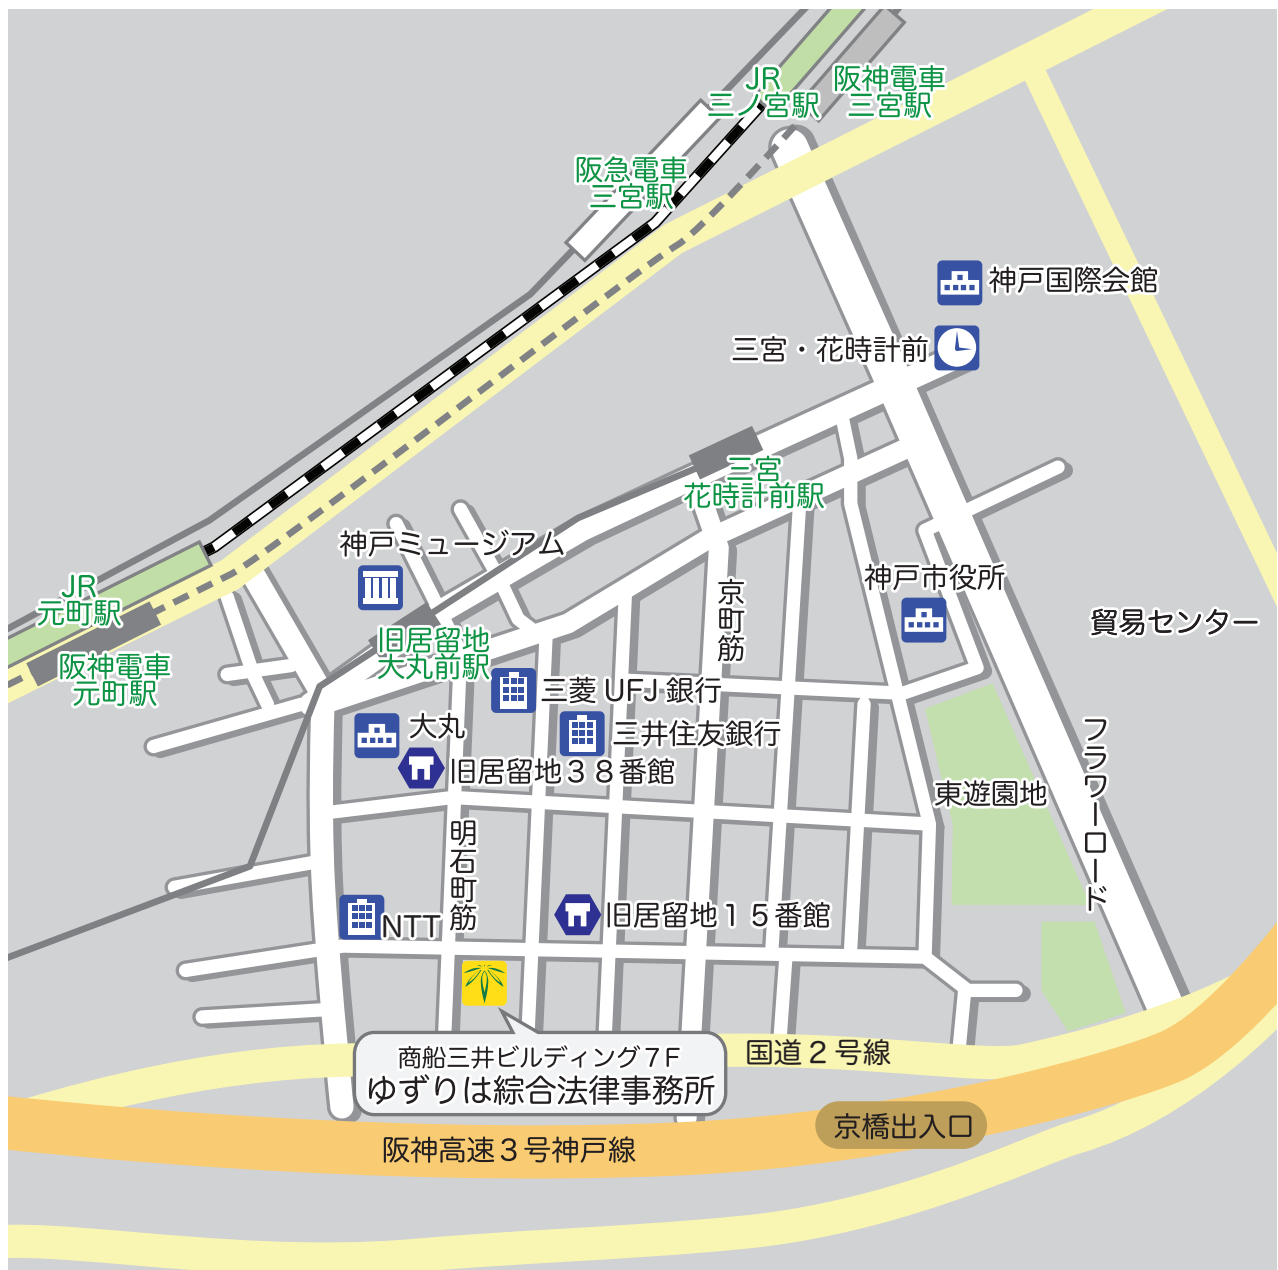 JR
三ノ宮駅
阪神電車
三宮駅
阪急電車
三宮駅
神戸国際会館
三宮・花時計前
三宮
花時計前駅
神戸ミュージアム
JR
元町駅
阪神電車
元町駅
旧居留地
大丸前駅
京町筋
神戸市役所
貿易センター
三菱UFJ銀行
三井住友銀行
大丸
旧居留地38番館
フラワーロード
東遊園地
明石町筋
NTT
旧居留地15番館
商船三井ビルディング7F
ゆずりは綜合法律事務所
国道2号線
京橋出入口
阪神高速3号神戸線